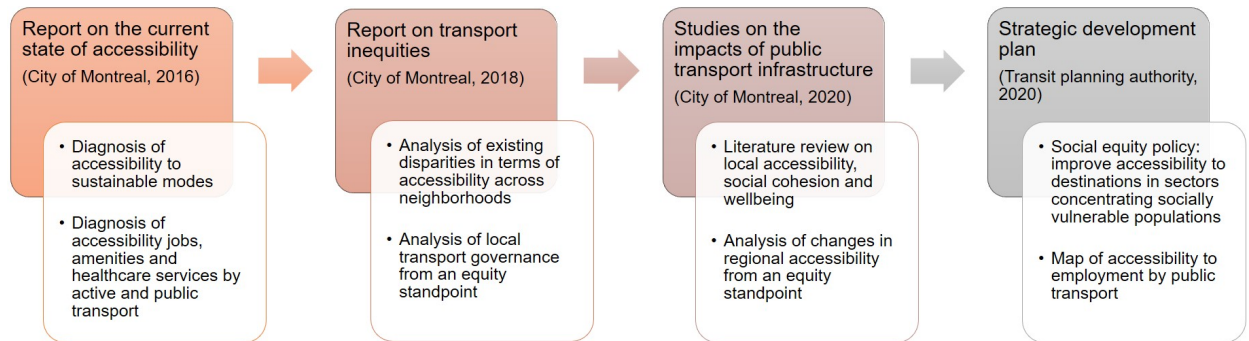 Report on the current
state of accessibility
(City of Montreal, 2016)
• Diagnosis of
accessibility to
sustainable modes
• Diagnosis of
accessibility jobs,
amenities and
healthcare services by
active and public
transport
Report on transport
inequities
(City of Montreal, 2018)
• Analysis of existing
disparities in terms of
accessibility across
neighborhoods
• Analysis of local
transport governance
from an equity
standpoint
Studies on the
impacts of public
transport infrastructure
(City of Montreal, 2020)
• Literature review on
local accessibility,
social cohesion and
wellbeing
• Analysis of changes in
regional accessibility
from an equity
standpoint
Strategic development
plan
(Transit planning authority,
2020)
• Social equity policy:
improve accessibility to
destinations in sectors
concentrating socially
vulnerable populations
• Map of accessibility to
employment by public
transport